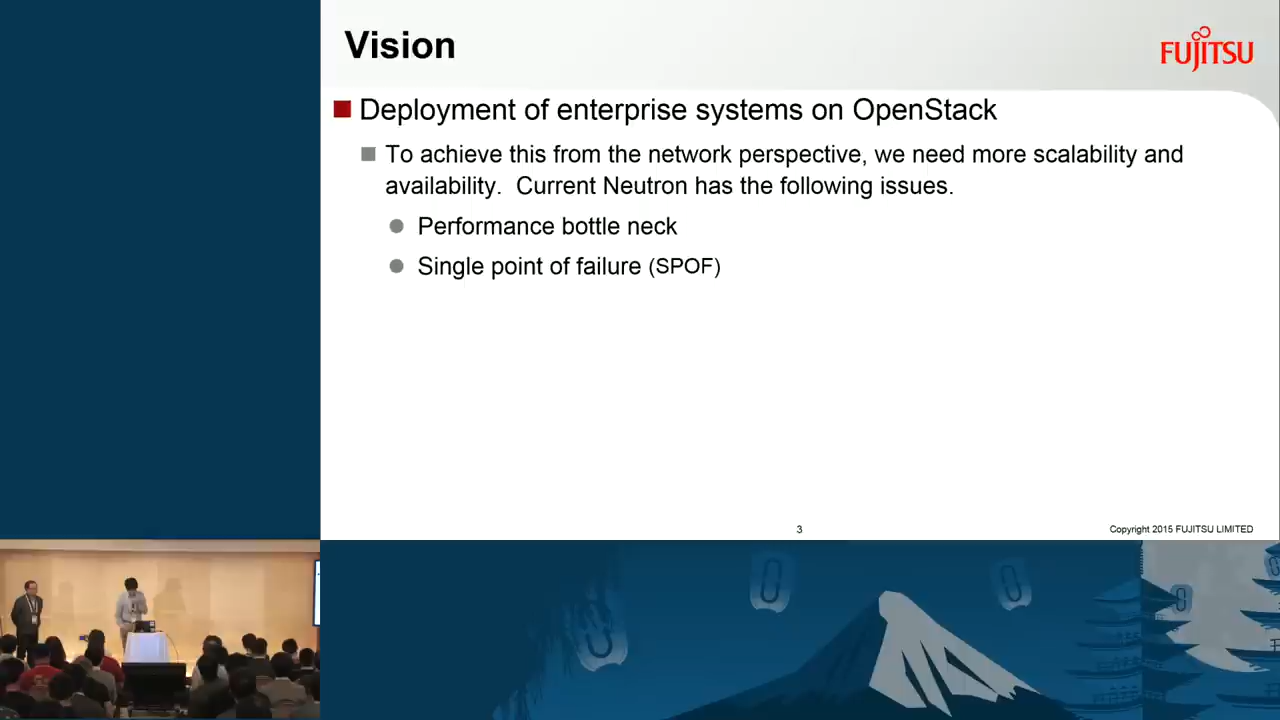 Vision
FUJITSU
Deployment of enterprise systems on OpenStack
To achieve this from the network perspective, we need more scalability and
availability. Current Neutron has the following issues.
Performance bottle neck
Single point of failure (SPOF)
3
Copyright 2015 FUJITSU LIMITED